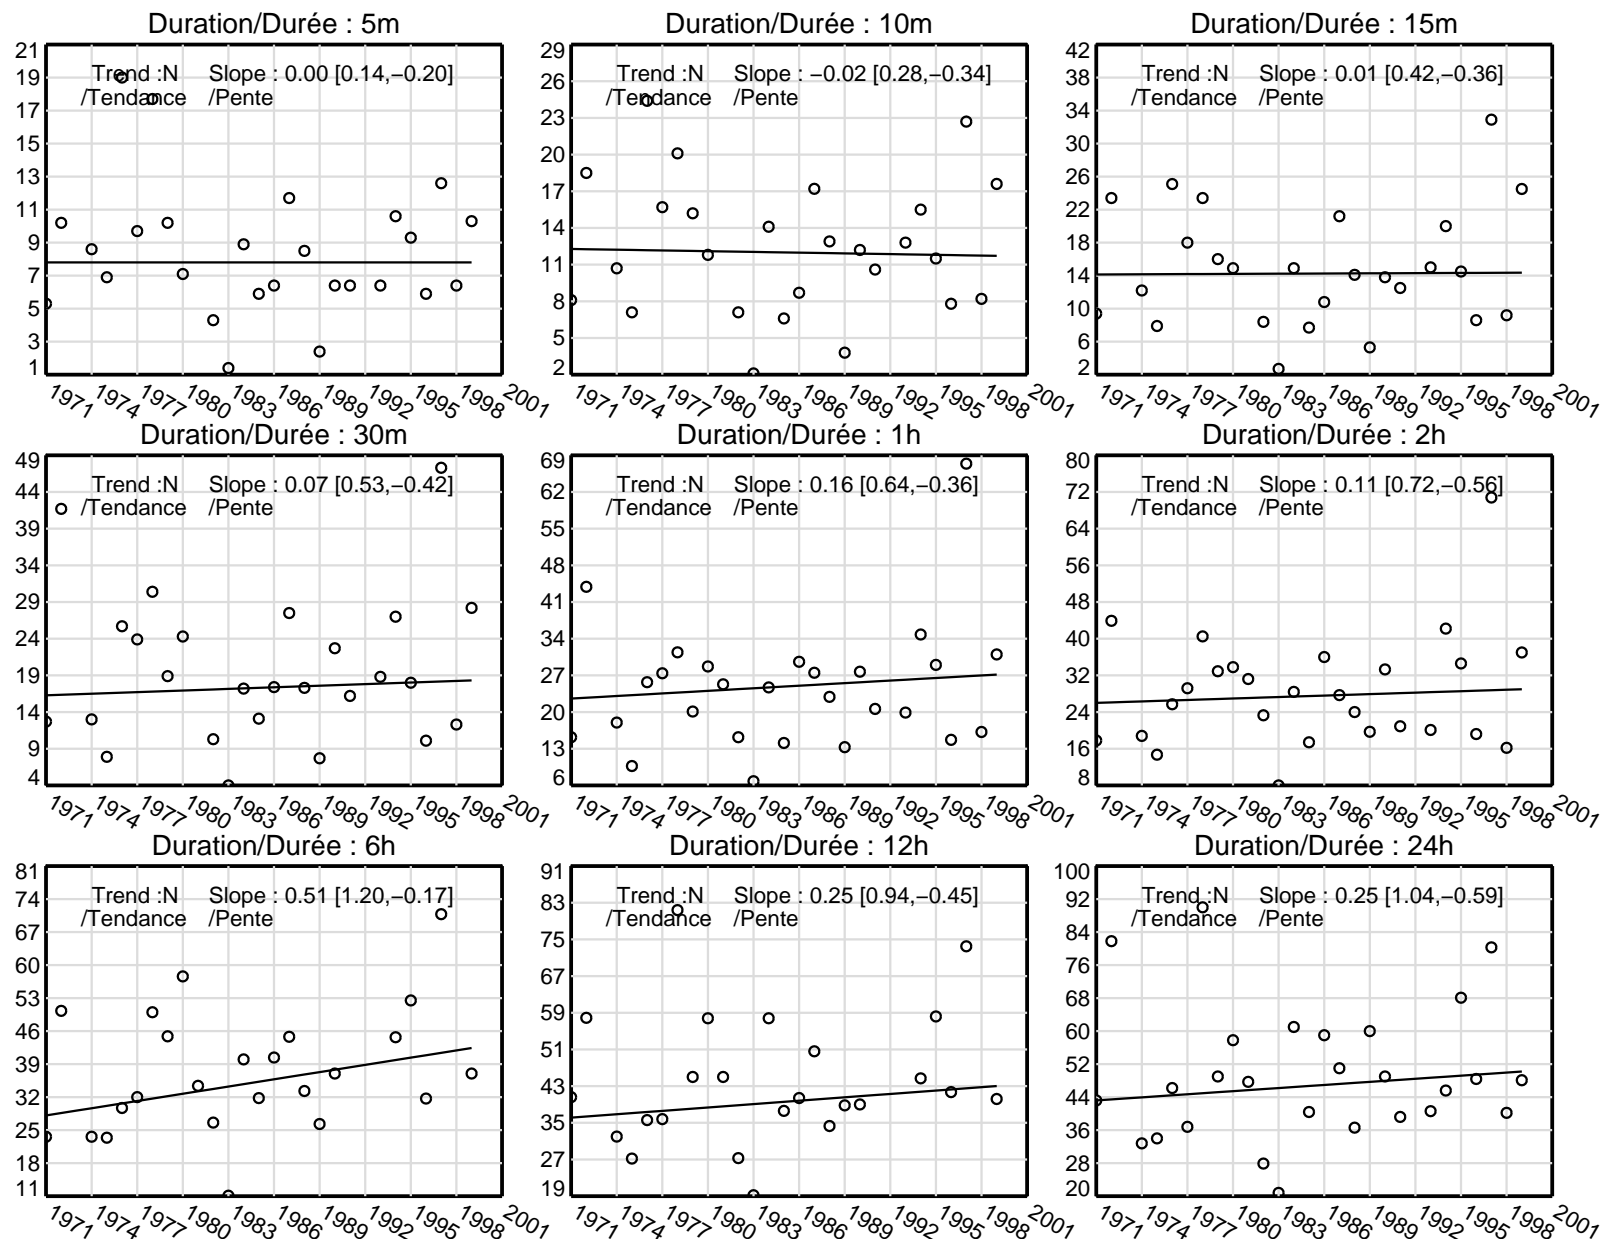 Duration/Durée : 5m
21
19
17
15
13
11
9
7
5
3
1
Trend :N Slope : 0.00 [0.14,−0.20]
/Tendance /Pente
1971 1974 1977 1980 1983 1986 1989 1992 1995 1998 2001
Duration/Durée : 10m
29
26
23
20
17
14
11
8
5
2
Trend :N Slope : −0.02 [0.28,−0.34]
/Tendance /Pente
1971 1974 1977 1980 1983 1986 1989 1992 1995 1998 2001
Duration/Durée : 15m
42
38
34
30
26
22
18
14
10
6
2
Trend :N Slope : 0.01 [0.42,−0.36]
/Tendance /Pente
1971 1974 1977 1980 1983 1986 1989 1992 1995 1998 2001
Duration/Durée : 30m
49
44
39
34
29
24
19
14
9
4
Trend :N Slope : 0.07 [0.53,−0.42]
/Tendance /Pente
1971 1974 1977 1980 1983 1986 1989 1992 1995 1998 2001
Duration/Durée : 1h
69
62
55
48
41
34
27
20
13
6
Trend :N Slope : 0.16 [0.64,−0.36]
/Tendance /Pente
1971 1974 1977 1980 1983 1986 1989 1992 1995 1998 2001
Duration/Durée : 2h
80
72
64
56
48
40
32
24
16
8
Trend :N Slope : 0.11 [0.72,−0.56]
/Tendance /Pente
1971 1974 1977 1980 1983 1986 1989 1992 1995 1998 2001
Duration/Durée : 6h
81
74
67
60
53
46
39
32
25
18
11
Trend :N Slope : 0.51 [1.20,−0.17]
/Tendance /Pente
1971 1974 1977 1980 1983 1986 1989 1992 1995 1998 2001
Duration/Durée : 12h
91
83
75
67
59
51
43
35
27
19
Trend :N Slope : 0.25 [0.94,−0.45]
/Tendance /Pente
1971 1974 1977 1980 1983 1986 1989 1992 1995 1998 2001
Duration/Durée : 24h
100
92
84
76
68
60
52
44
36
28
20
Trend :N Slope : 0.25 [1.04,−0.59]
/Tendance /Pente
1971 1974 1977 1980 1983 1986 1989 1992 1995 1998 2001